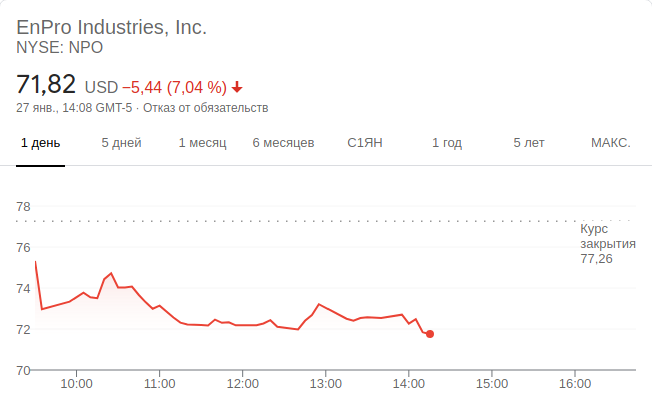 EnPro Industries, Inc.
NYSE: NPO
71,82 USD −5,44 (7,04 %)
27 янв., 14:08 GMT-5 · Отказ от обязательств
1 день 5 дней 1 месяц 6 месяцев С1ЯН 1 год 5 лет МАКС.
78
Курс
закрытия
77,26
76
74
72
70
10:00 11:00 12:00 13:00 14:00 15:00 16:00